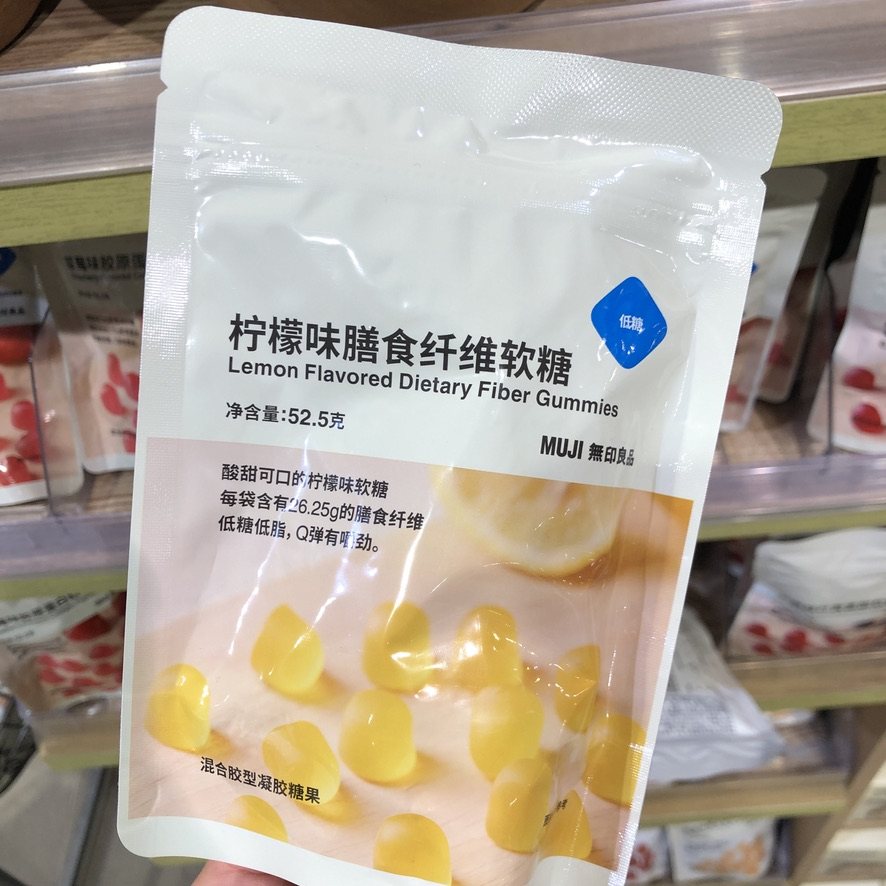 低糖
柠檬味膳食纤维软糖
Lemon Flavored Dietary Fiber Gummies
净含量:52.5克
MUJI 無印良品
酸甜可口的柠檬味软糖
每袋含有26.25g的膳食纤维
低糖低脂，Q弹有嚼劲。
混合胶型凝胶糖果